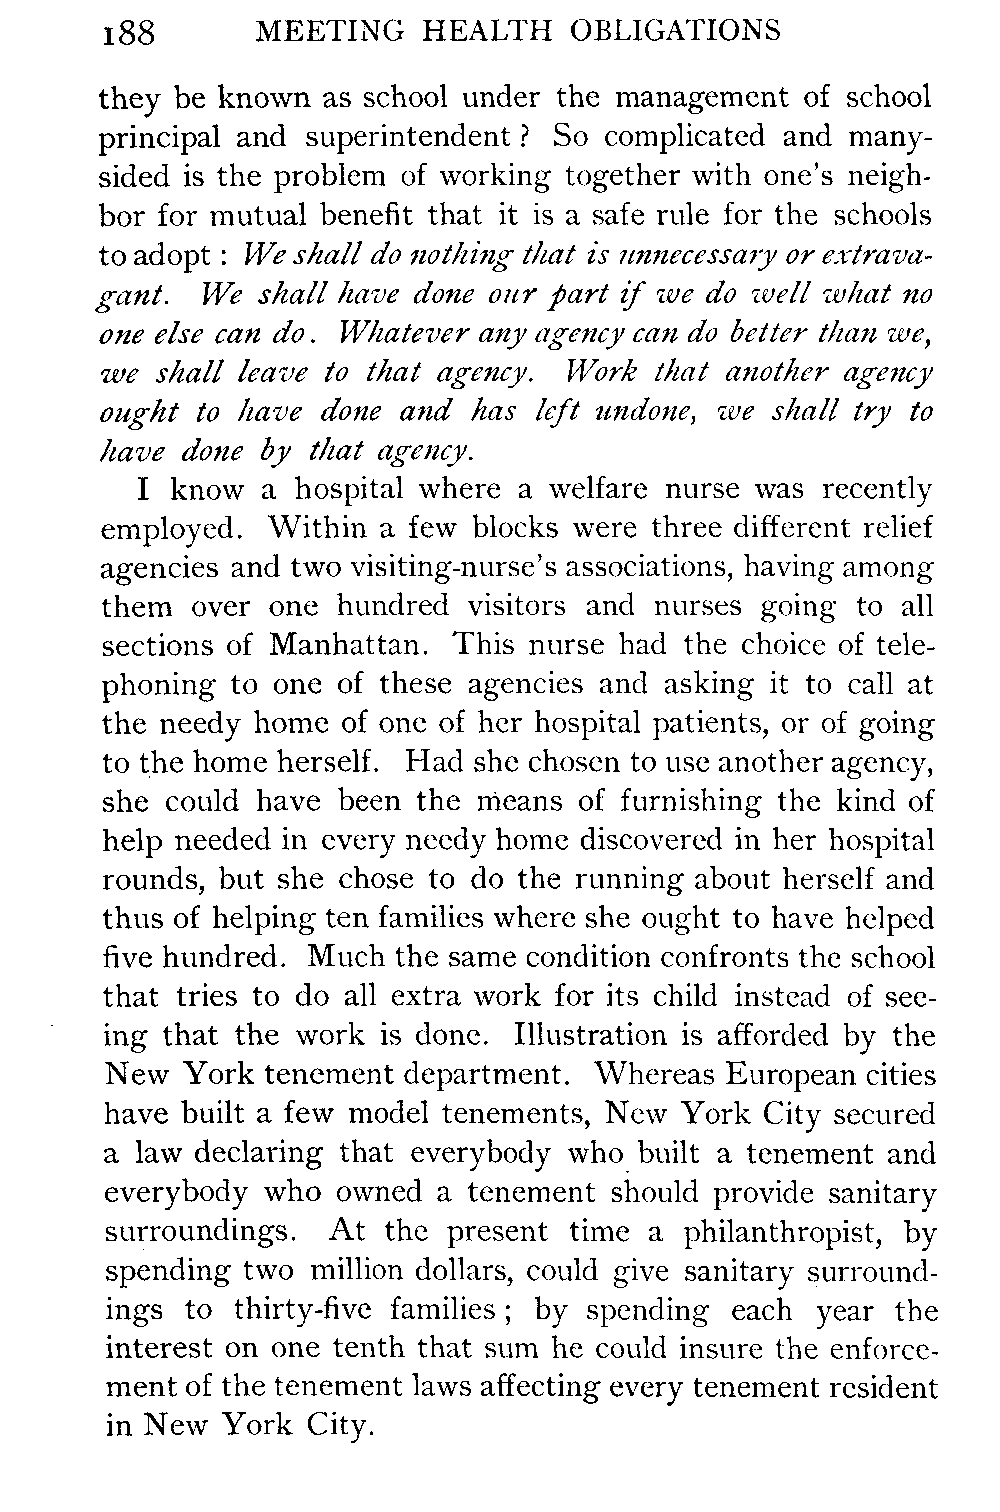 188 MEETING HEALTH OBLIGATIONS
they be known as school under the management of school
principal and superintendent ? So complicated and many-
sided is the problem of working together with one's neigh-
bor for mutual benefit that it is a safe rule for the schools
to adopt : We shall do nothing that is unnecessary or extrava-
gant. We shall have done our part if we do well what no
one else can do. Whatever any agency can do better than we,
we shall leave to that agency. Work that another agency
ought to have done and has left undone, we shall try to
have done by that agency.
I know a hospital where a welfare nurse was recently
employed. Within a few blocks were three different relief
agencies and two visiting-nurse's associations, having among
them over one hundred visitors and nurses going to all
sections of Manhattan. This nurse had the choice of tele-
phoning to one of these agencies and asking it to call at
the needy home of one of her hospital patients, or of going
to the home herself. Had she chosen to use another agency,
she could have been the means of furnishing the kind of
help needed in every needy home discovered in her hospital
rounds, but she chose to do the running about herself and
thus of helping ten families where she ought to have helped
five hundred. Much the same condition confronts the school
that tries to do all extra work for its child instead of see-
ing that the work is done. Illustration is afforded by the
New York tenement department. Whereas European cities
have built a few model tenements, New York City secured
a law declaring that everybody who built a tenement and
everybody who owned a tenement should provide sanitary
surroundings. At the present time a philanthropist, by
spending two million dollars, could give sanitary surround-
ings to thirty-five families ; by spending each year the
interest on one tenth that sum he could insure the enforce-
ment of the tenement laws affecting every tenement resident
in New York City.